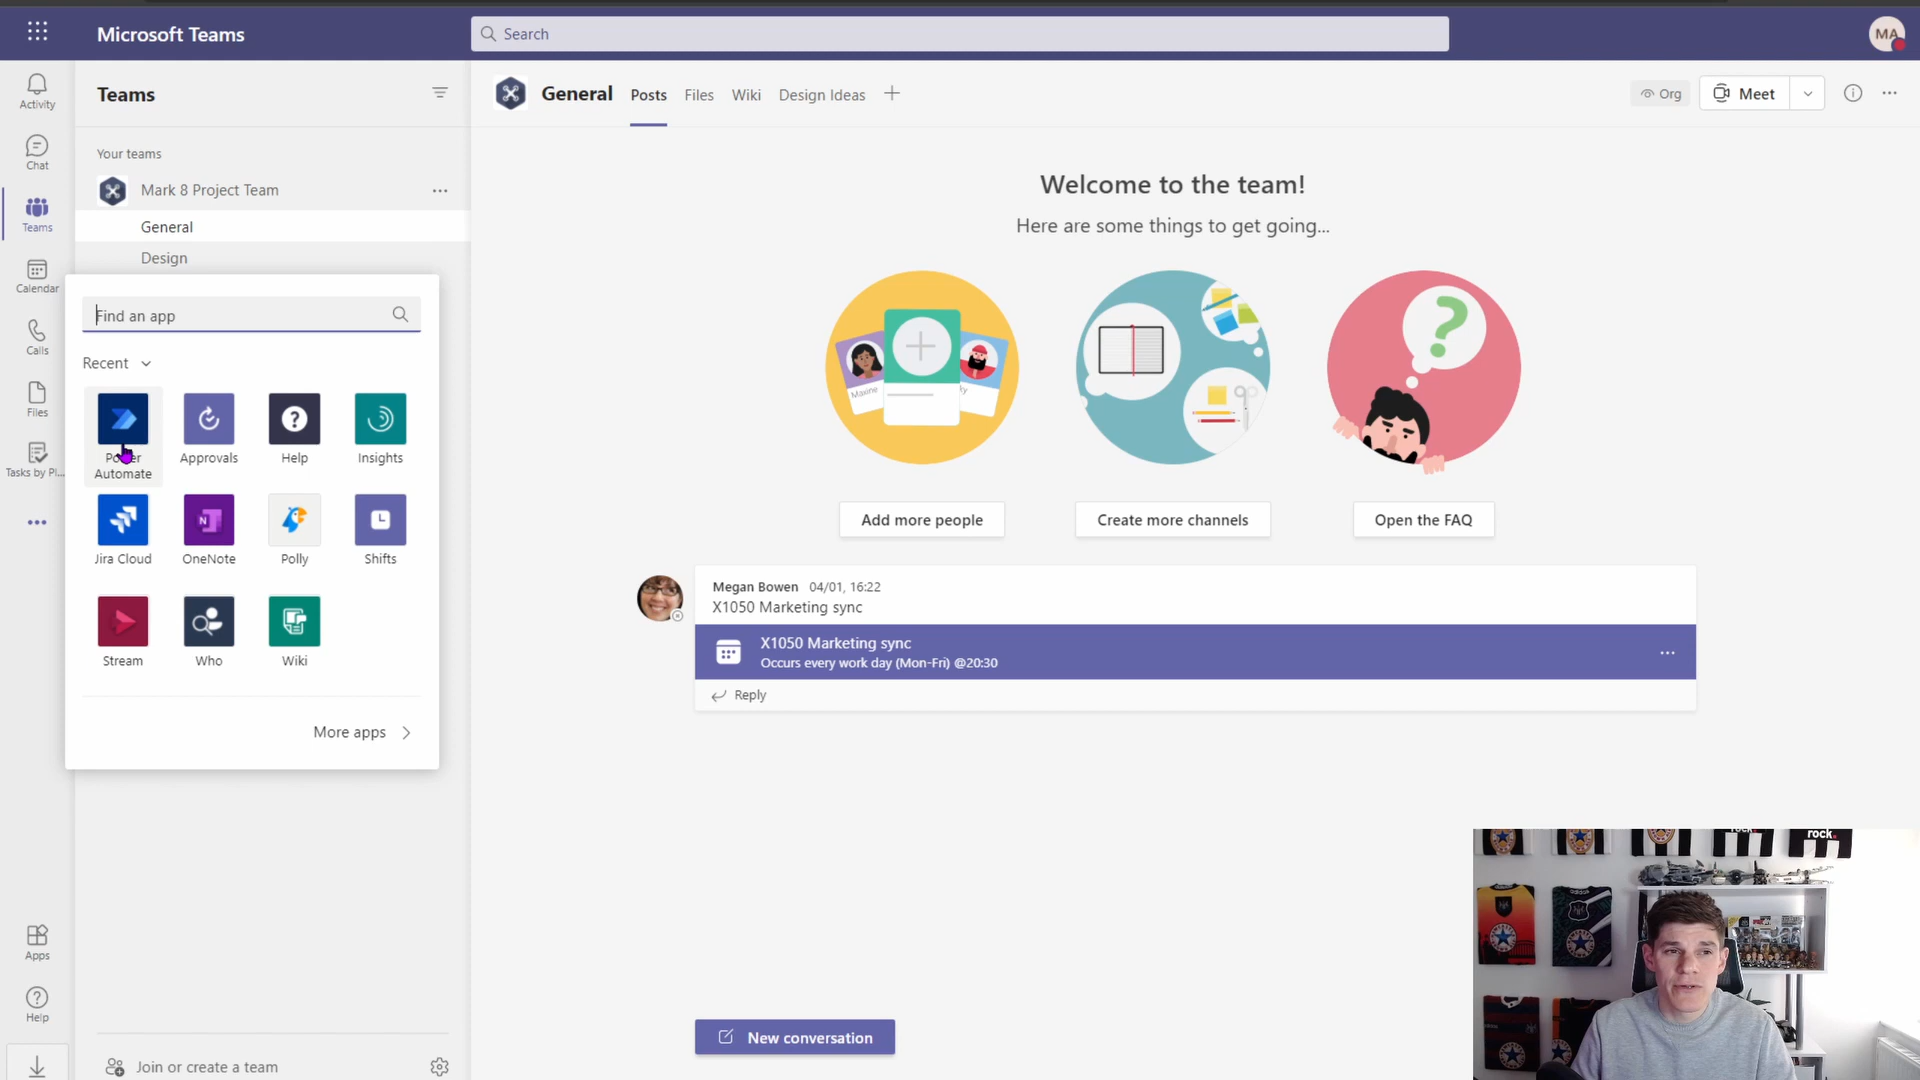 Microsoft Teams
Search
MA
Activity
Chat
Teams
Calendar
Calls
Files
Tasks by Pl...
Apps
Help
Teams
Your teams
Mark 8 Project Team
General
Design
Find an app
Recent
Power Automate
Approvals
Help
Insights
Jira Cloud
OneNote
Polly
Shifts
Stream
Who
Wiki
More apps
Join or create a team
General
Posts
Files
Wiki
Design Ideas
Org
Meet
Welcome to the team!
Here are some things to get going...
Maxine
Add more people
Create more channels
Open the FAQ
Megan Bowen 04/01, 16:22
X1050 Marketing sync
X1050 Marketing sync
Occurs every work day (Mon-Fri) @20:30
Reply
New conversation
rock.